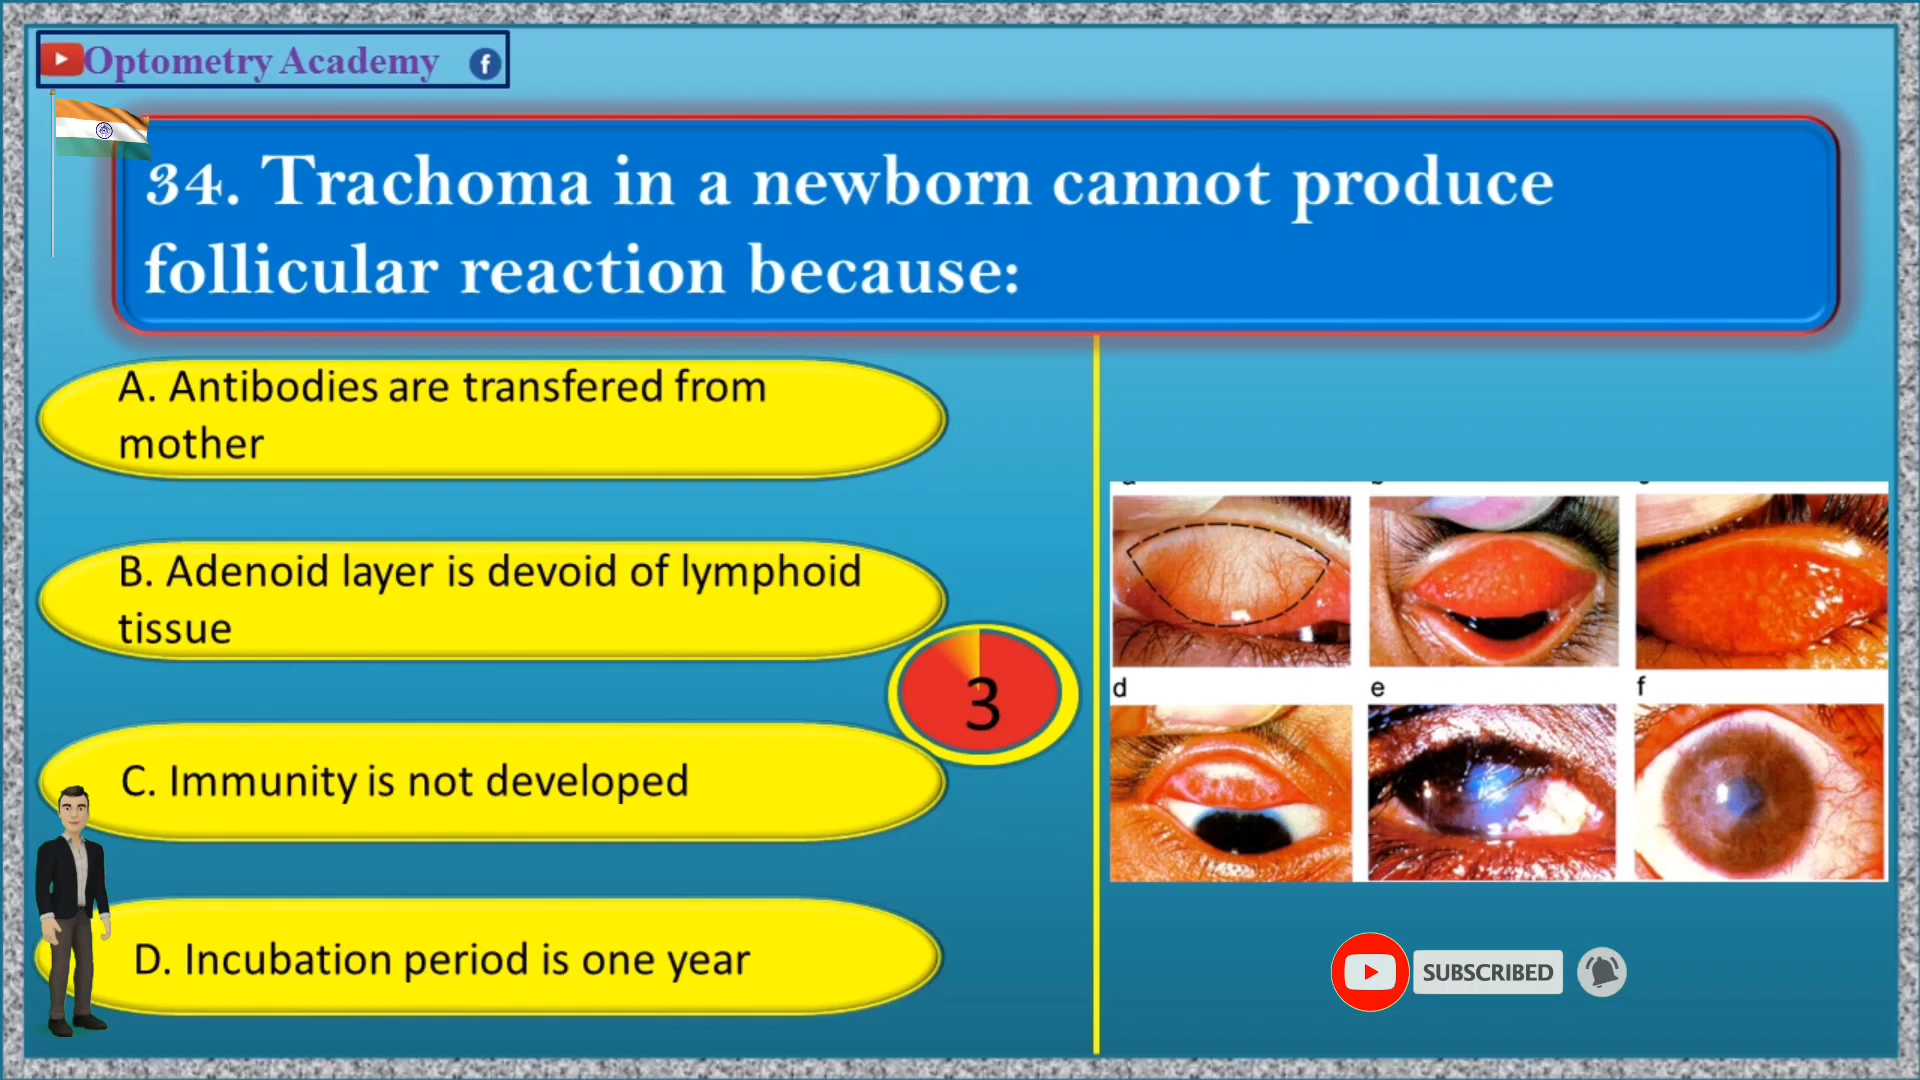 Optometry Academy
34. Trachoma in a newborn cannot produce
follicular reaction because:
A. Antibodies are transfered from
mother
B. Adenoid layer is devoid of lymphoid
tissue
3
C. Immunity is not developed
D. Incubation period is one year
d e f
SUBSCRIBED